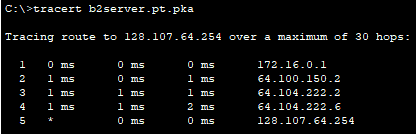 C:\>tracert b2server.pt.pka
Tracing route to 128.107.64.254 over a maximum of 30 hops:
1 0 ms 0 ms 0 ms 172.16.0.1
2 1 ms 0 ms 1 ms 64.100.150.2
3 1 ms 1 ms 1 ms 64.104.222.2
4 1 ms 1 ms 2 ms 64.104.222.6
5 * 0 ms 0 ms 128.107.64.254